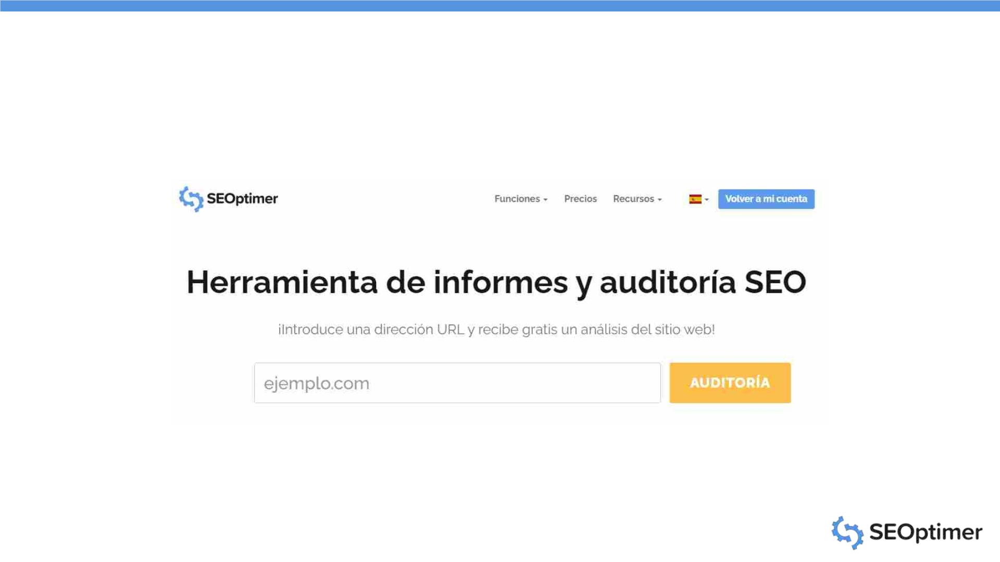 SEOptimer
Funciones
Precios
Recursos
Volver a mi cuenta
Herramienta de informes y auditoría SEO
¡Introduce una dirección URL y recibe gratis un análisis del sitio web!
ejemplo.com
AUDITORÍA
SEOptimer